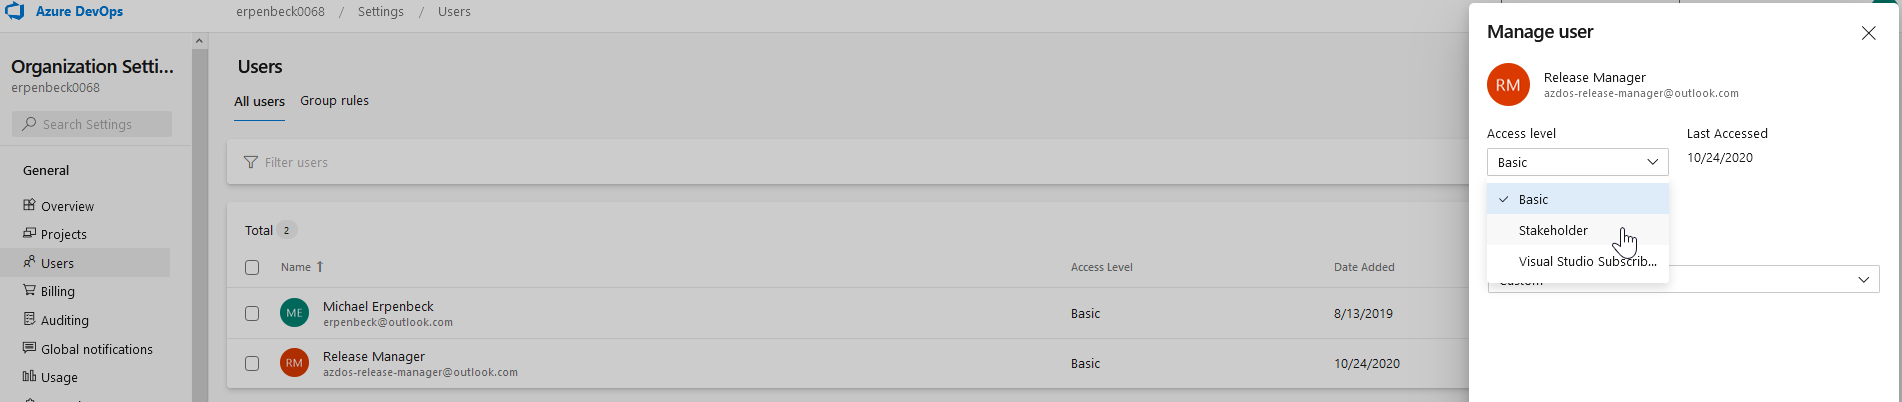 Azure DevOps
erpenbeck0068 / Settings / Users
Organization Setti...
erpenbeck0068
Search Settings
General
Overview
Projects
Users
Billing
Auditing
Global notifications
Usage
Users
All users Group rules
Filter users
Total 2
Name ↑ Access Level Date Added
ME Michael Erpenbeck Basic 8/13/2019
erpenbeck@outlook.com
RM Release Manager Basic 10/24/2020
azdos-release-manager@outlook.com
Manage user
RM Release Manager
azdos-release-manager@outlook.com
Access level Last Accessed
Basic 10/24/2020
Basic
Stakeholder
Visual Studio Subscrib...
Custom